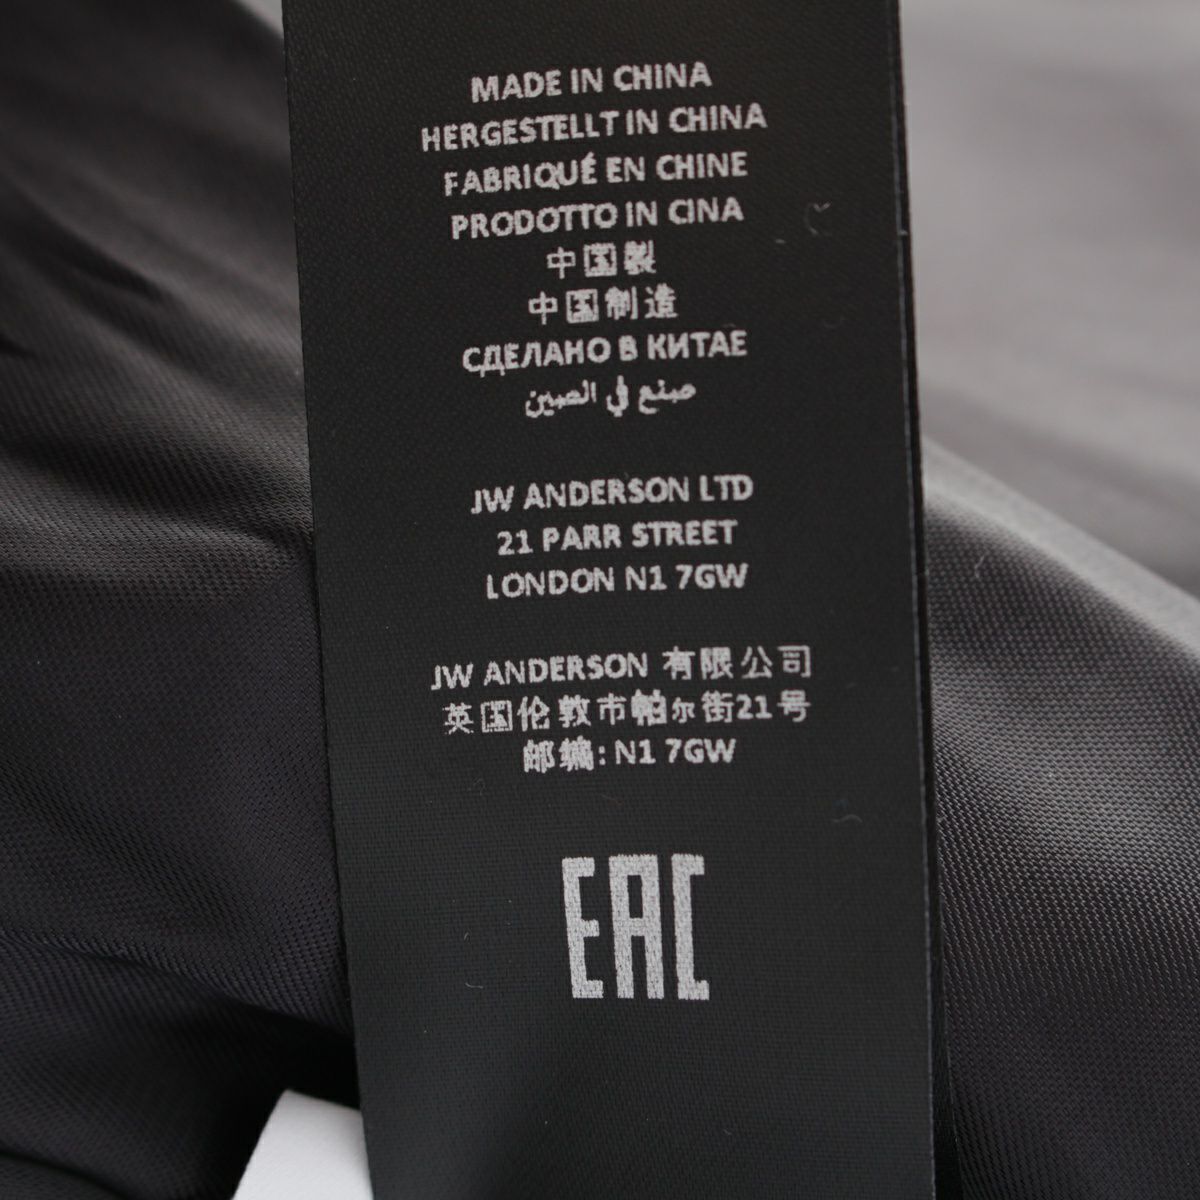 MADE IN CHINA
HERGESTELLT IN CHINA
FABRIQUÉ EN CHINE
PRODOTTO IN CINA
中国製
中国制造
СДЕЛАНО В КИТАЕ
صنع في الصين
JW ANDERSON LTD
21 PARR STREET
LONDON N1 7GW
JW ANDERSON 有限公司
英国伦敦市帕尔街21号
邮编: N1 7GW
EAC